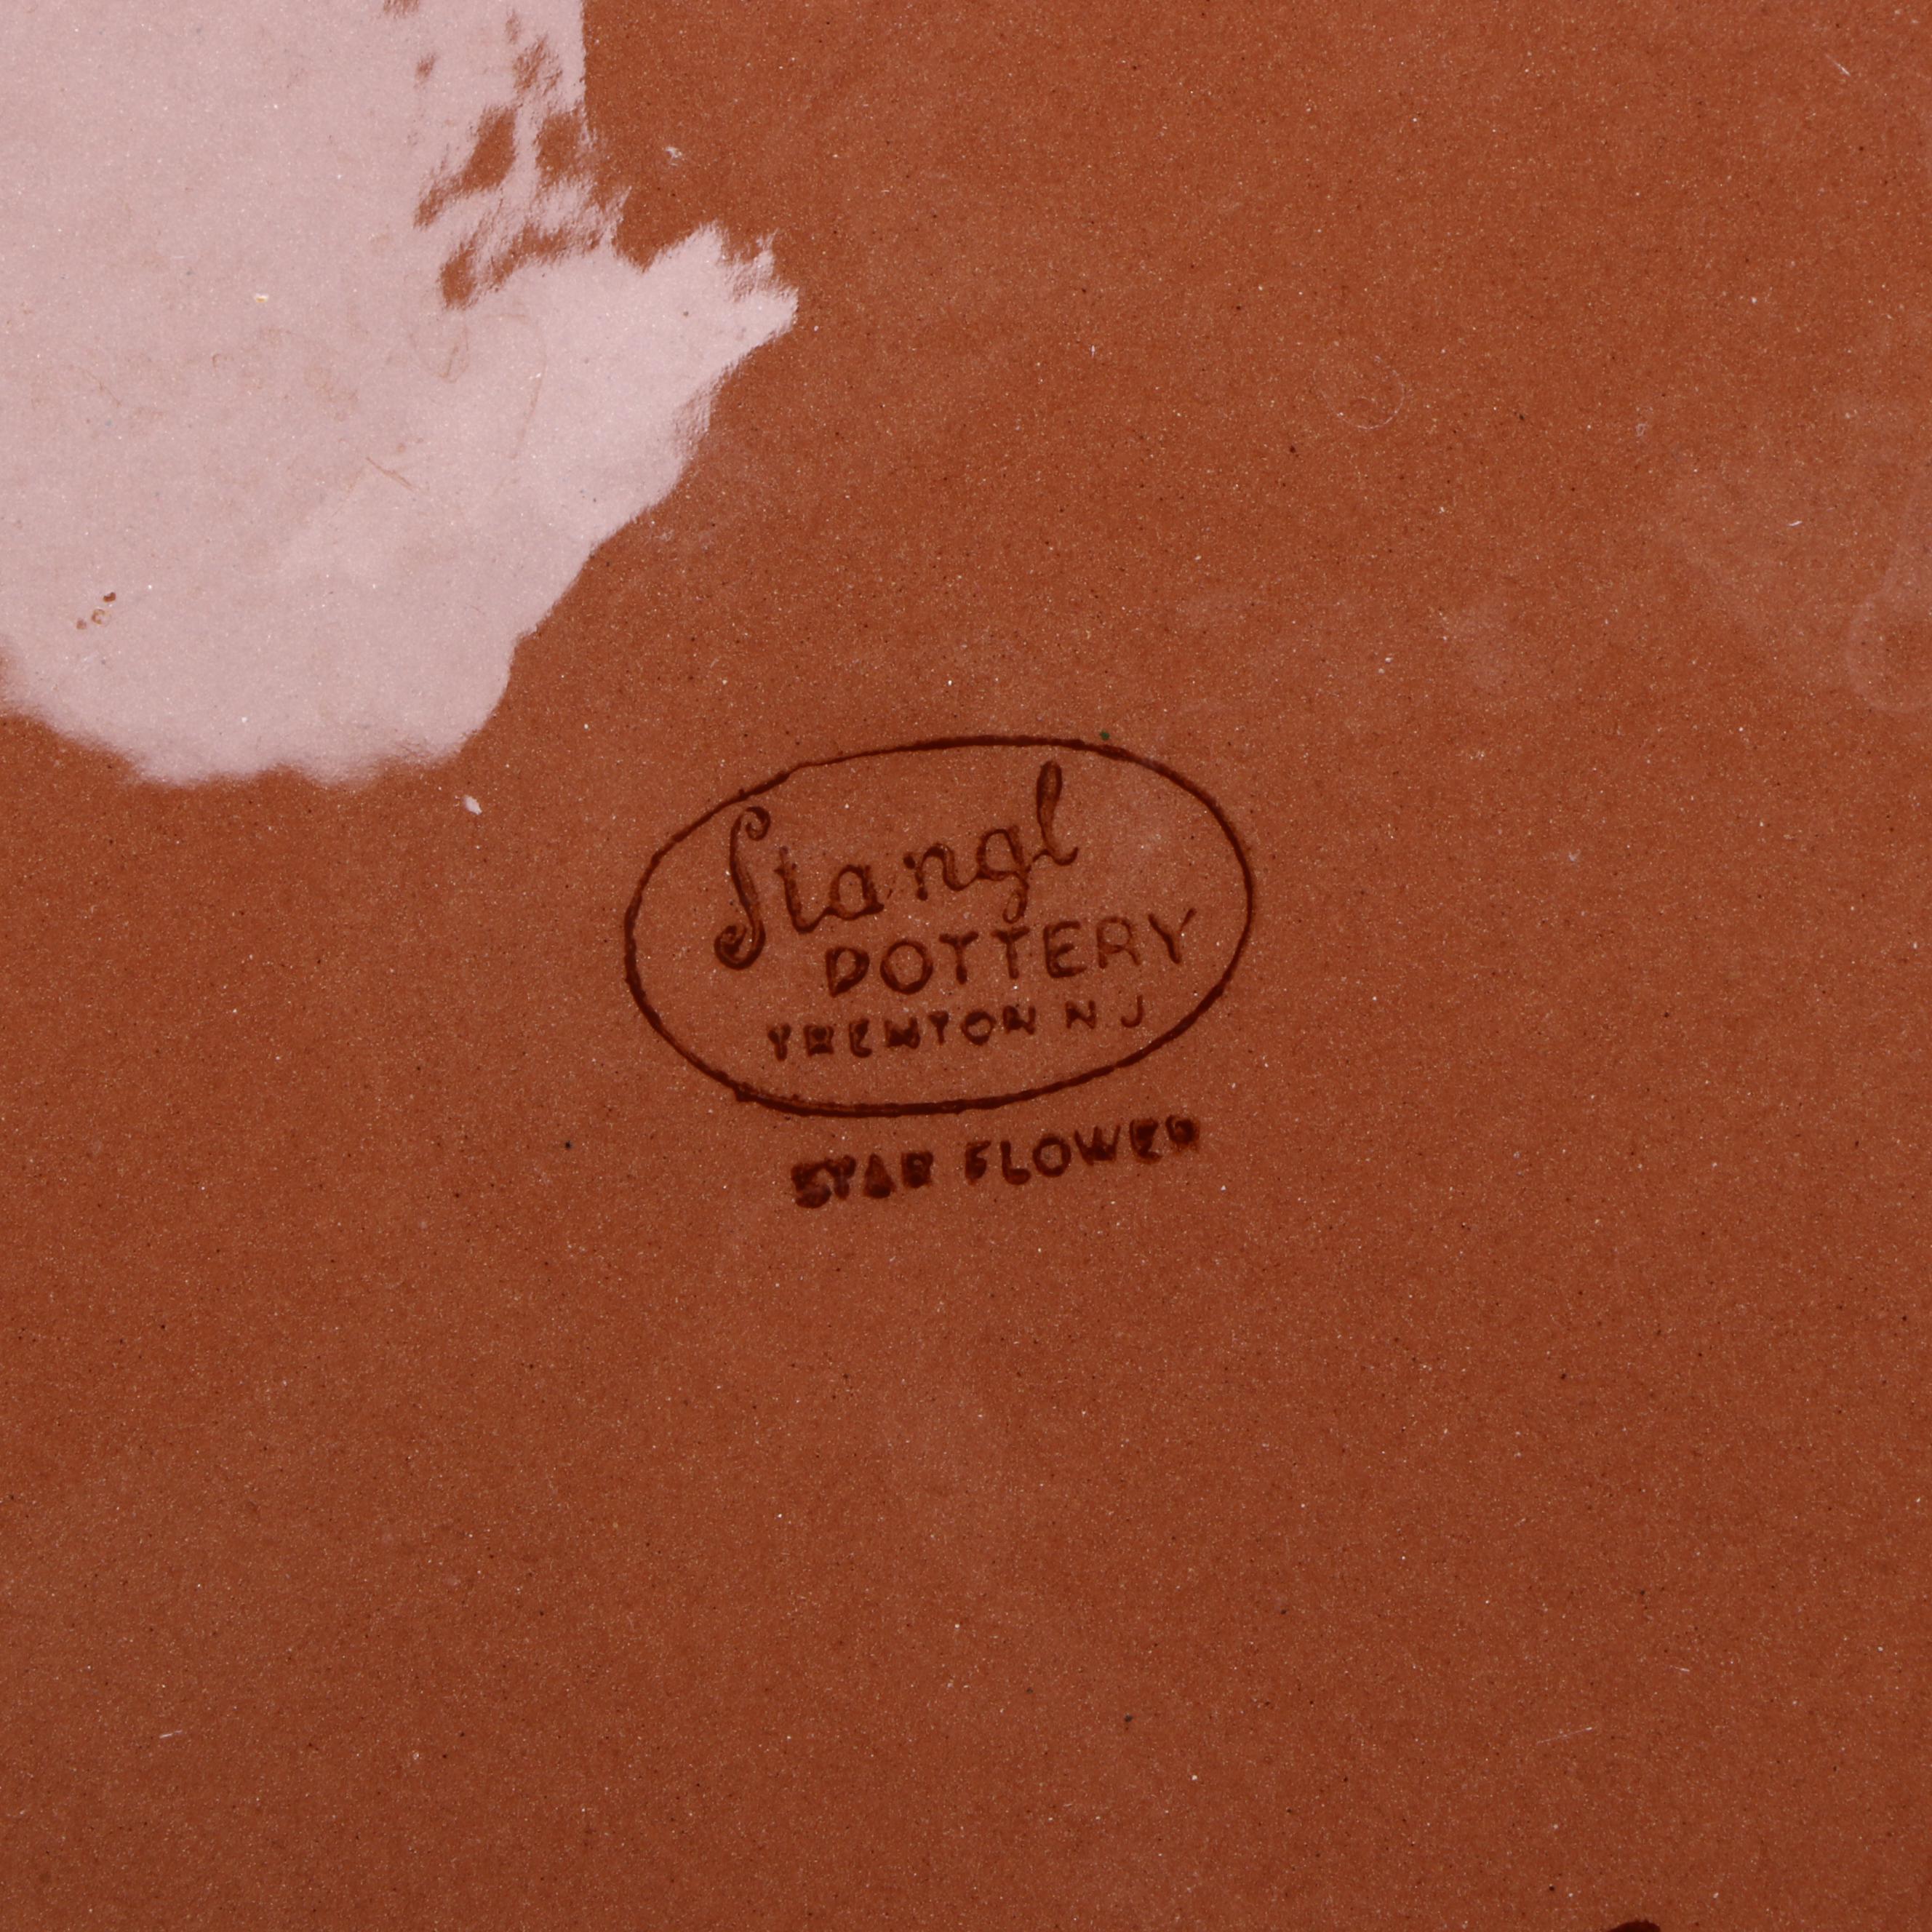 Stangl
POTTERY
TRENTON N J
STAR FLOWER